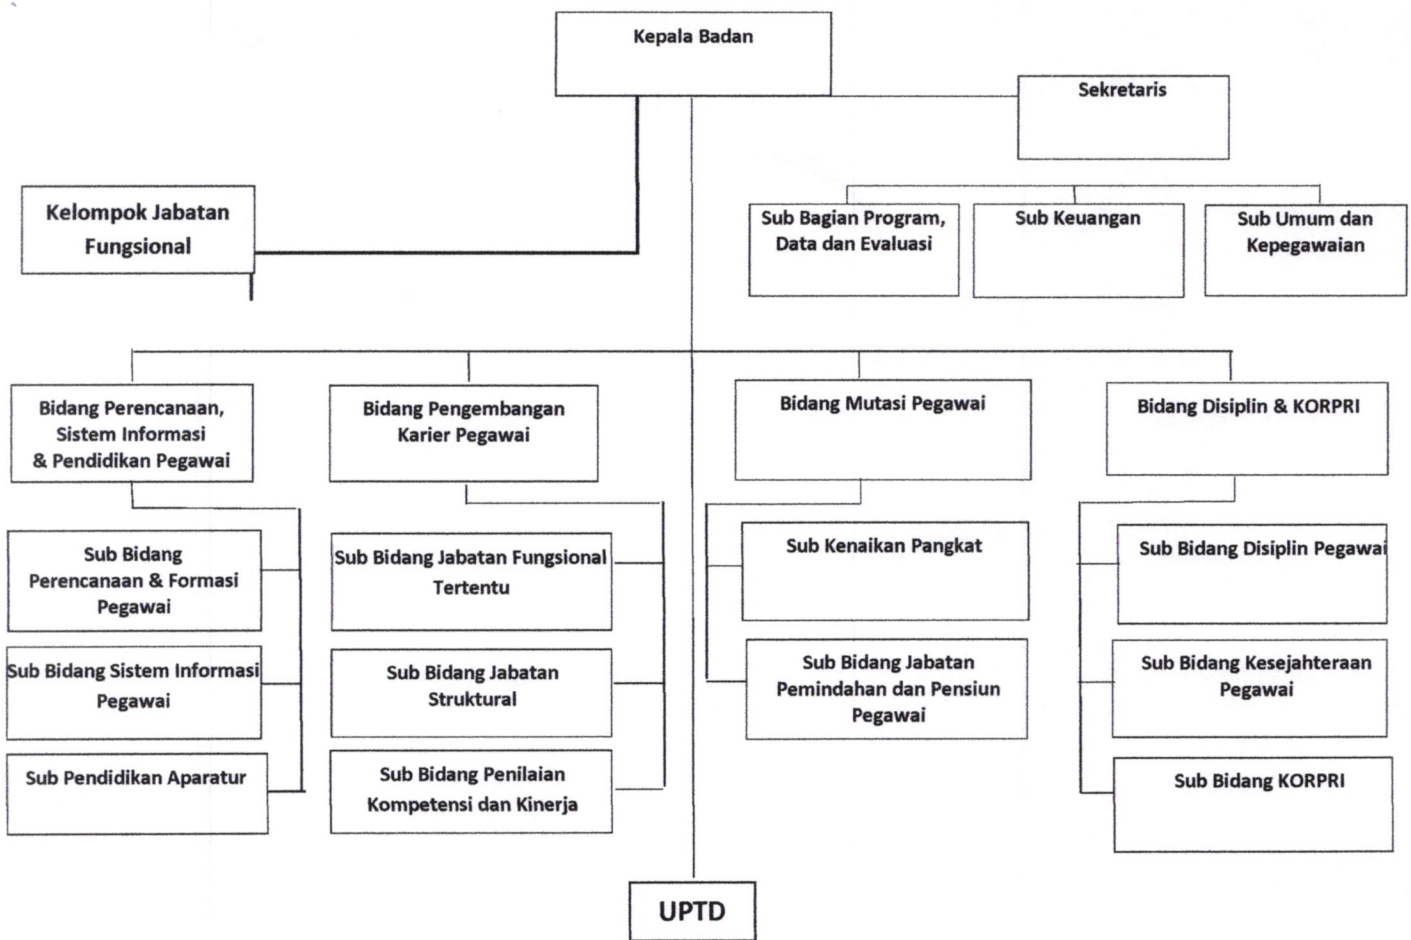 Kepala Badan
Sekretaris
Kelompok Jabatan
Fungsional
Sub Bagian Program,
Data dan Evaluasi
Sub Keuangan
Sub Umum dan
Kepegawaian
Bidang Perencanaan,
Sistem Informasi
& Pendidikan Pegawai
Bidang Pengembangan
Karier Pegawai
Bidang Mutasi Pegawai
Bidang Disiplin & KORPRI
Sub Bidang
Perencanaan & Formasi
Pegawai
Sub Bidang Jabatan Fungsional
Tertentu
Sub Kenaikan Pangkat
Sub Bidang Disiplin Pegawai
Sub Bidang Sistem Informasi
Pegawai
Sub Bidang Jabatan
Struktural
Sub Bidang Jabatan
Pemindahan dan Pensiun
Pegawai
Sub Bidang Kesejahteraan
Pegawai
Sub Pendidikan Aparatur
Sub Bidang Penilaian
Kompetensi dan Kinerja
Sub Bidang KORPRI
UPTD